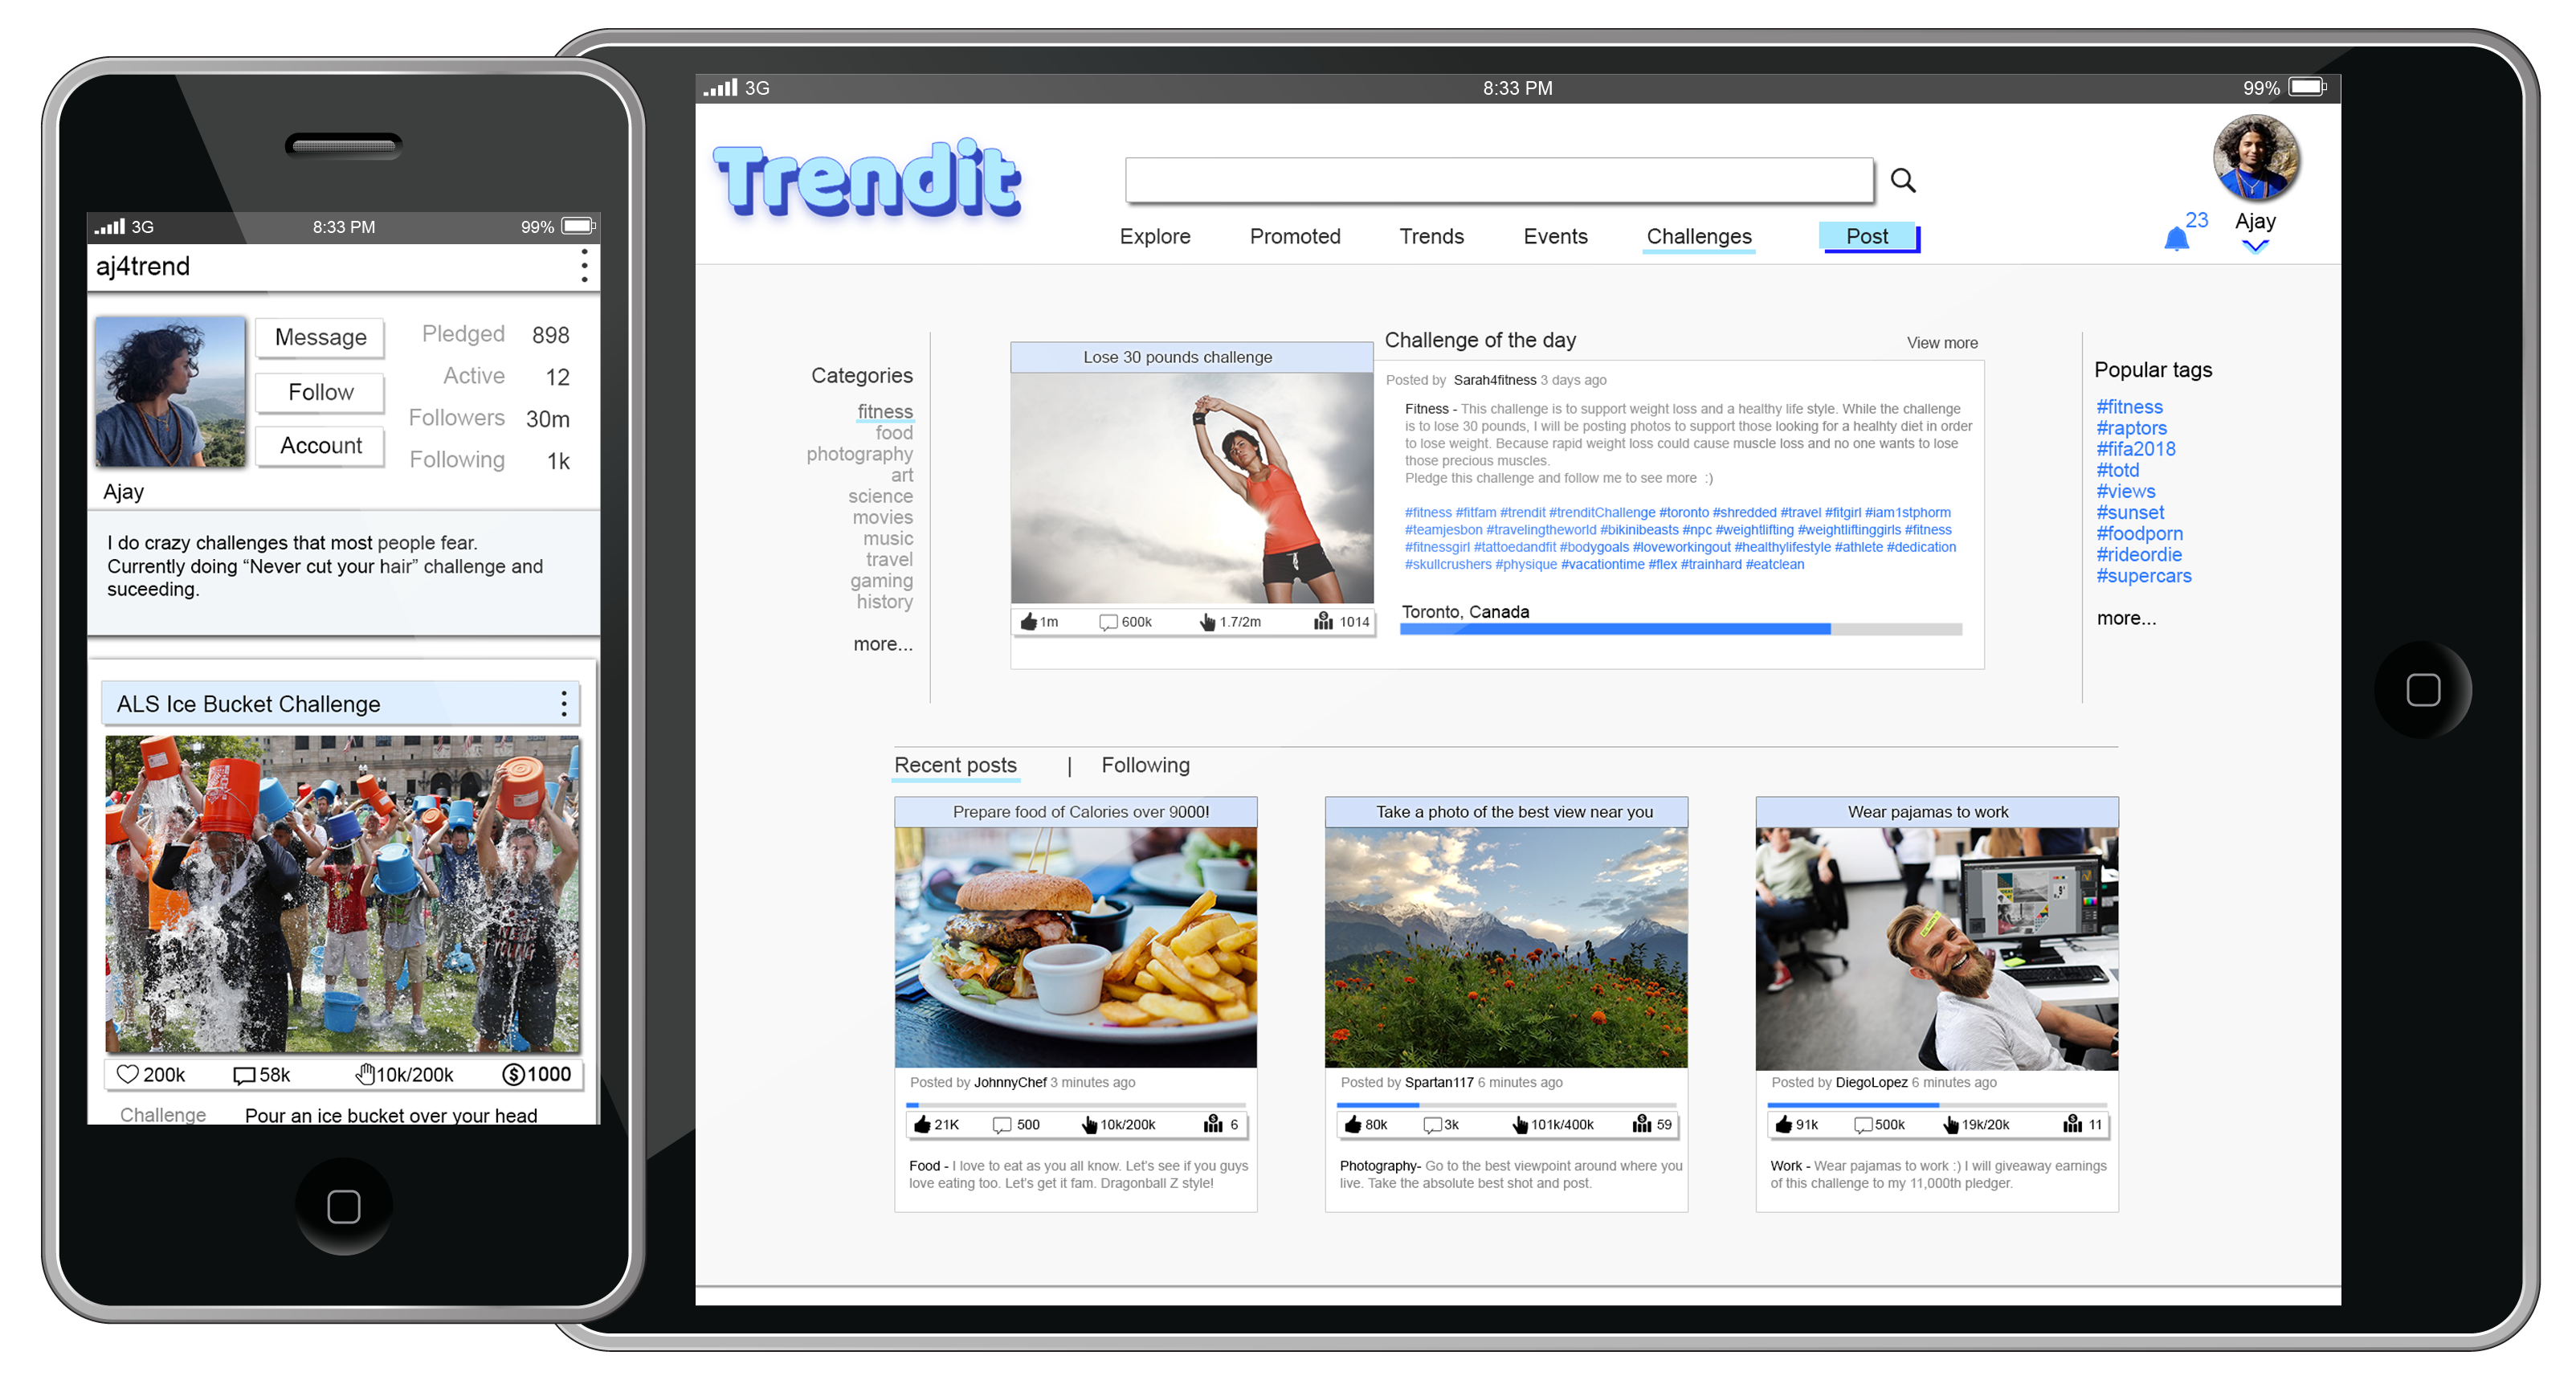 3G 8:33 PM 99%
aj4trend
Message
Follow
Account
Pledged 898
Active 12
Followers 30m
Following 1k
Ajay
I do crazy challenges that most people fear.
Currently doing “Never cut your hair” challenge and
suceeding.
ALS Ice Bucket Challenge
200k 58k 10k/200k 1000
Challenge Pour an ice bucket over your head
3G 8:33 PM 99%
Trendit
Explore Promoted Trends Events Challenges Post
23
Ajay
Categories
fitness
food
photography
art
science
movies
music
travel
gaming
history
more...
Lose 30 pounds challenge
1m 600k 1.7/2m 1014
Challenge of the day
View more
Posted by Sarah4fitness 3 days ago
Fitness - This challenge is to support weight loss and a healthy life style. While the challenge
is to lose 30 pounds, I will be posting photos to support those looking for a healhty diet in order
to lose weight. Because rapid weight loss could cause muscle loss and no one wants to lose
those precious muscles.
Pledge this challenge and follow me to see more :)
#fitness #fitfam #trendit #trenditChallenge #toronto #shredded #travel #fitgirl #iam1stphorm
#teamjesbon #travelingtheworld #bikinibeasts #npc #weightlifting #weightliftinggirls #fitness
#fitnessgirl #tattoedandfit #bodygoals #loveworkingout #healthylifestyle #athlete #dedication
#skullcrushers #physique #vacationtime #flex #trainhard #eatclean
Toronto, Canada
Popular tags
#fitness
#raptors
#fifa2018
#totd
#views
#sunset
#foodporn
#rideordie
#supercars
more...
Recent posts | Following
Prepare food of Calories over 9000!
Posted by JohnnyChef 3 minutes ago
21K 500 10k/200k 6
Food - I love to eat as you all know. Let's see if you guys
love eating too. Let's get it fam. Dragonball Z style!
Take a photo of the best view near you
Posted by Spartan117 6 minutes ago
80k 3k 101k/400k 59
Photography- Go to the best viewpoint around where you
live. Take the absolute best shot and post.
Wear pajamas to work
Posted by DiegoLopez 6 minutes ago
91k 500k 19k/20k 11
Work - Wear pajamas to work :) I will giveaway earnings
of this challenge to my 11,000th pledger.